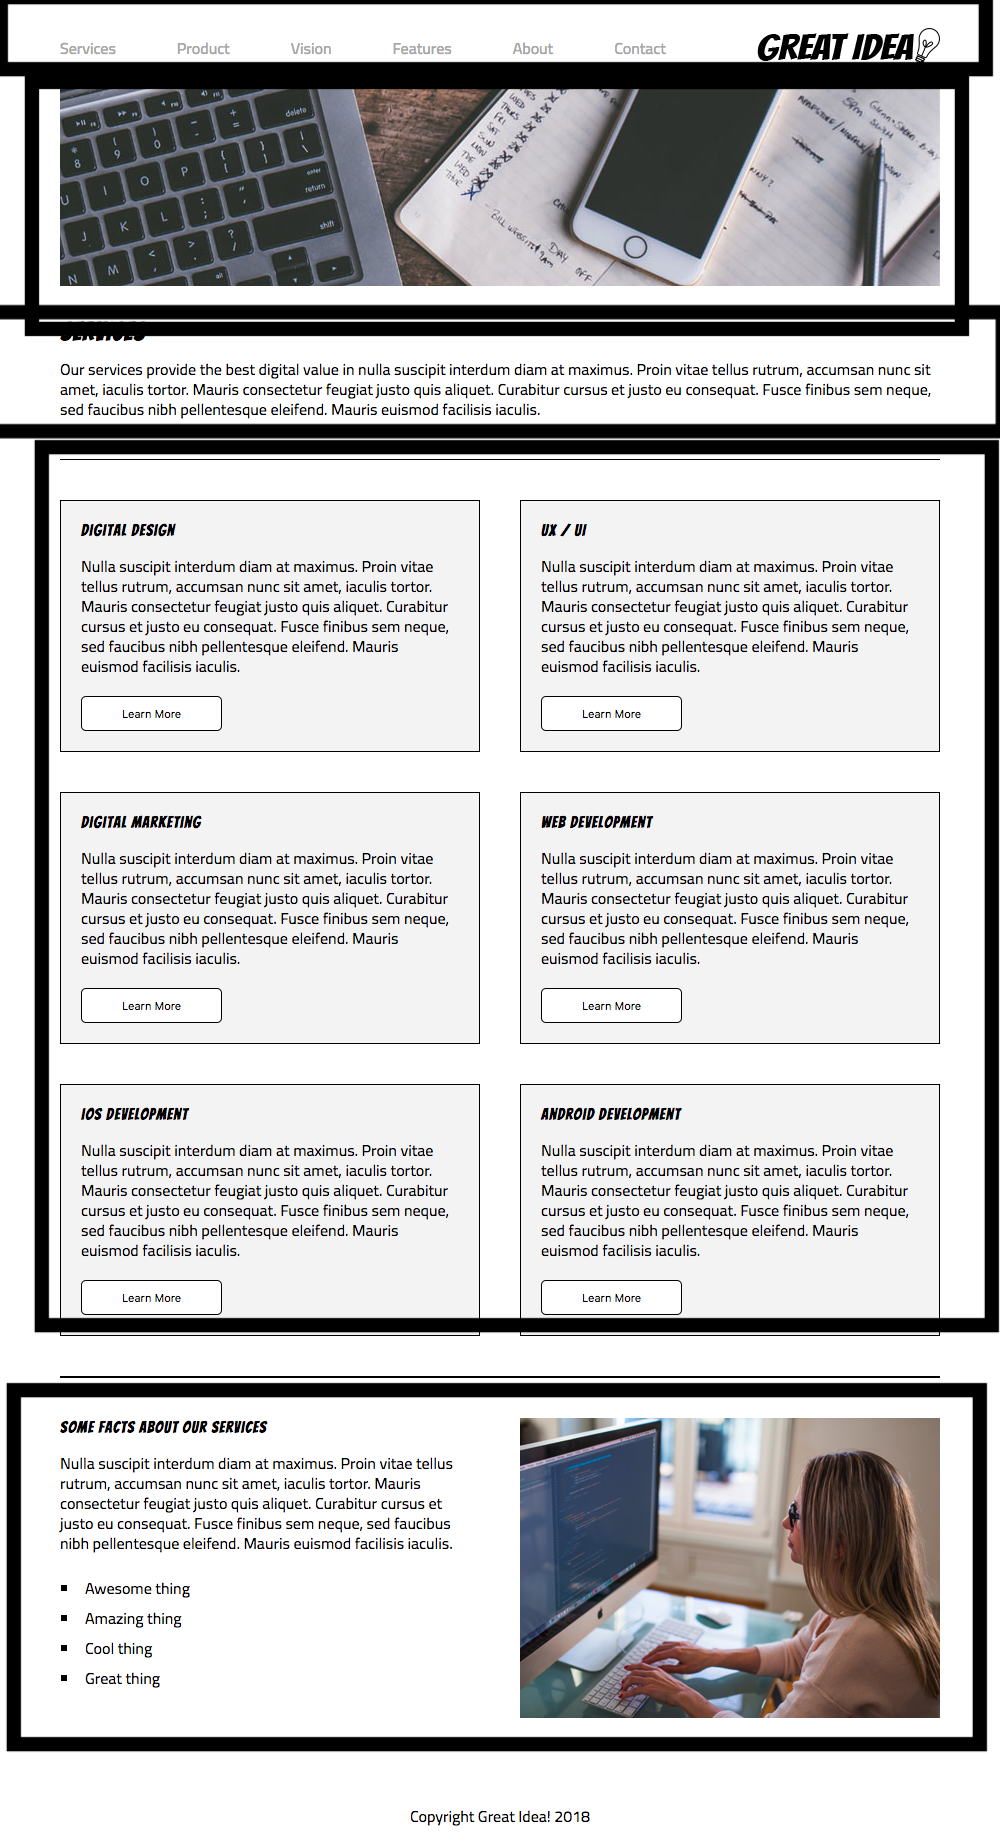 Services Product Vision Features About Contact GREAT IDEA
delete
enter
return
shift
WED
THURS
FRI
SAT
SUN
MON
TUE
WED
THUR
BILL WEBSITE 9AM
DAY OFF
SERVICES
Our services provide the best digital value in nulla suscipit interdum diam at maximus. Proin vitae tellus rutrum, accumsan nunc sit
amet, iaculis tortor. Mauris consectetur feugiat justo quis aliquet. Curabitur cursus et justo eu consequat. Fusce finibus sem neque,
sed faucibus nibh pellentesque eleifend. Mauris euismod facilisis iaculis.
DIGITAL DESIGN
Nulla suscipit interdum diam at maximus. Proin vitae
tellus rutrum, accumsan nunc sit amet, iaculis tortor.
Mauris consectetur feugiat justo quis aliquet. Curabitur
cursus et justo eu consequat. Fusce finibus sem neque,
sed faucibus nibh pellentesque eleifend. Mauris
euismod facilisis iaculis.
Learn More
UX / UI
Nulla suscipit interdum diam at maximus. Proin vitae
tellus rutrum, accumsan nunc sit amet, iaculis tortor.
Mauris consectetur feugiat justo quis aliquet. Curabitur
cursus et justo eu consequat. Fusce finibus sem neque,
sed faucibus nibh pellentesque eleifend. Mauris
euismod facilisis iaculis.
Learn More
DIGITAL MARKETING
Nulla suscipit interdum diam at maximus. Proin vitae
tellus rutrum, accumsan nunc sit amet, iaculis tortor.
Mauris consectetur feugiat justo quis aliquet. Curabitur
cursus et justo eu consequat. Fusce finibus sem neque,
sed faucibus nibh pellentesque eleifend. Mauris
euismod facilisis iaculis.
Learn More
WEB DEVELOPMENT
Nulla suscipit interdum diam at maximus. Proin vitae
tellus rutrum, accumsan nunc sit amet, iaculis tortor.
Mauris consectetur feugiat justo quis aliquet. Curabitur
cursus et justo eu consequat. Fusce finibus sem neque,
sed faucibus nibh pellentesque eleifend. Mauris
euismod facilisis iaculis.
Learn More
IOS DEVELOPMENT
Nulla suscipit interdum diam at maximus. Proin vitae
tellus rutrum, accumsan nunc sit amet, iaculis tortor.
Mauris consectetur feugiat justo quis aliquet. Curabitur
cursus et justo eu consequat. Fusce finibus sem neque,
sed faucibus nibh pellentesque eleifend. Mauris
euismod facilisis iaculis.
Learn More
ANDROID DEVELOPMENT
Nulla suscipit interdum diam at maximus. Proin vitae
tellus rutrum, accumsan nunc sit amet, iaculis tortor.
Mauris consectetur feugiat justo quis aliquet. Curabitur
cursus et justo eu consequat. Fusce finibus sem neque,
sed faucibus nibh pellentesque eleifend. Mauris
euismod facilisis iaculis.
Learn More
SOME FACTS ABOUT OUR SERVICES
Nulla suscipit interdum diam at maximus. Proin vitae tellus
rutrum, accumsan nunc sit amet, iaculis tortor. Mauris
consectetur feugiat justo quis aliquet. Curabitur cursus et
justo eu consequat. Fusce finibus sem neque, sed faucibus
nibh pellentesque eleifend. Mauris euismod facilisis iaculis.
Awesome thing
Amazing thing
Cool thing
Great thing
Copyright Great Idea! 2018